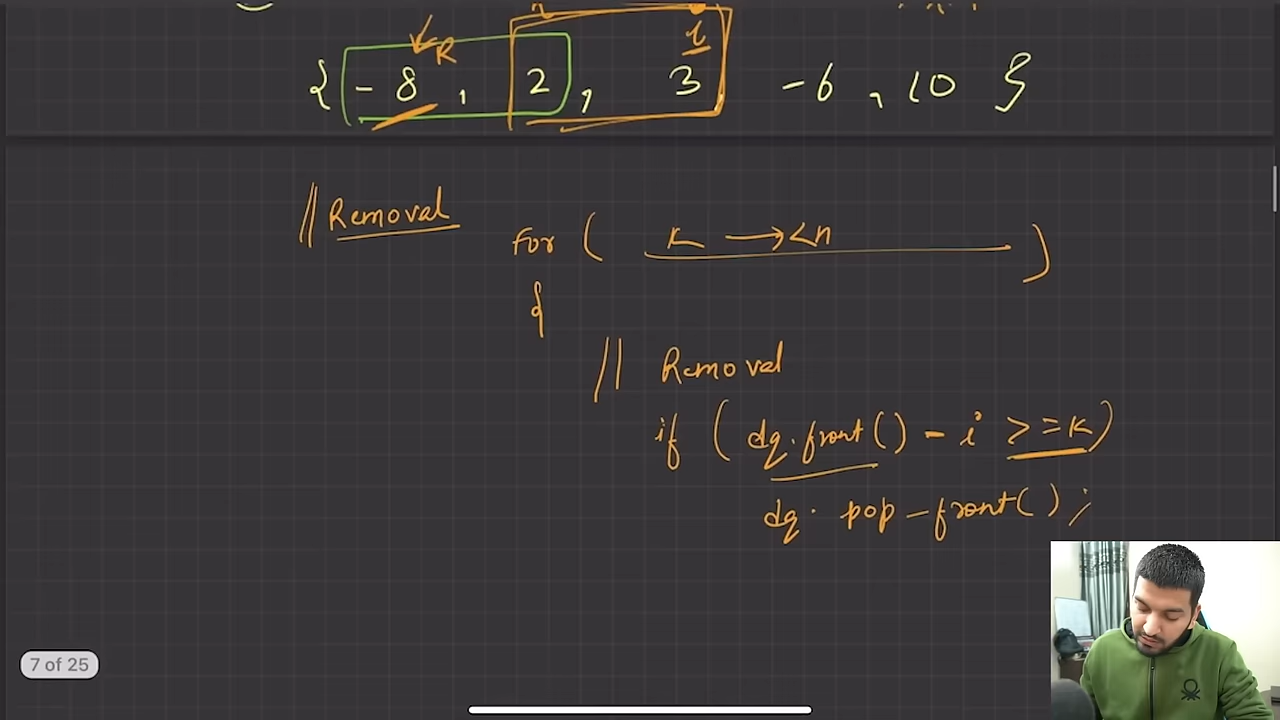 R i
{ -8 , 2 , 3 -6 , 10 }
// Removal
for ( k → <n )
{
// Removal
if ( dq.front() - i >= k )
dq. pop-front() ;
7 of 25